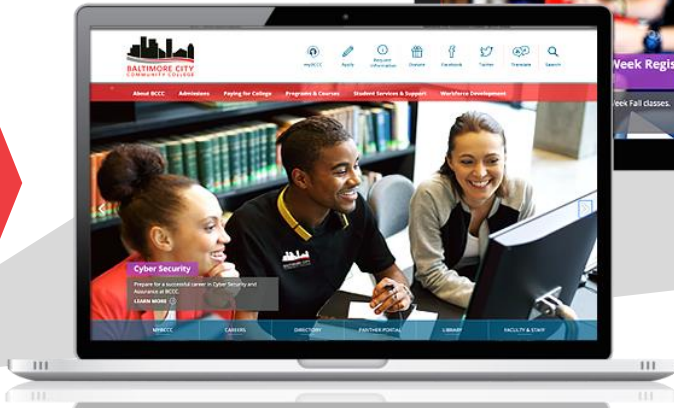 BALTIMORE CITY
COMMUNITY COLLEGE
myBCCC
Apply
Request
Information
Donate
Facebook
Twitter
Translate
Search
About BCCC
Admissions
Paying for College
Programs & Courses
Student Services & Support
Workforce Development
Week Regis
Week Fall classes.
Cyber Security
Prepare for a successful career in Cyber Security and
Assurance at BCCC.
LEARN MORE
MYBCCC
CAREERS
DIRECTORY
PANTHER PORTAL
LIBRARY
FACULTY & STAFF